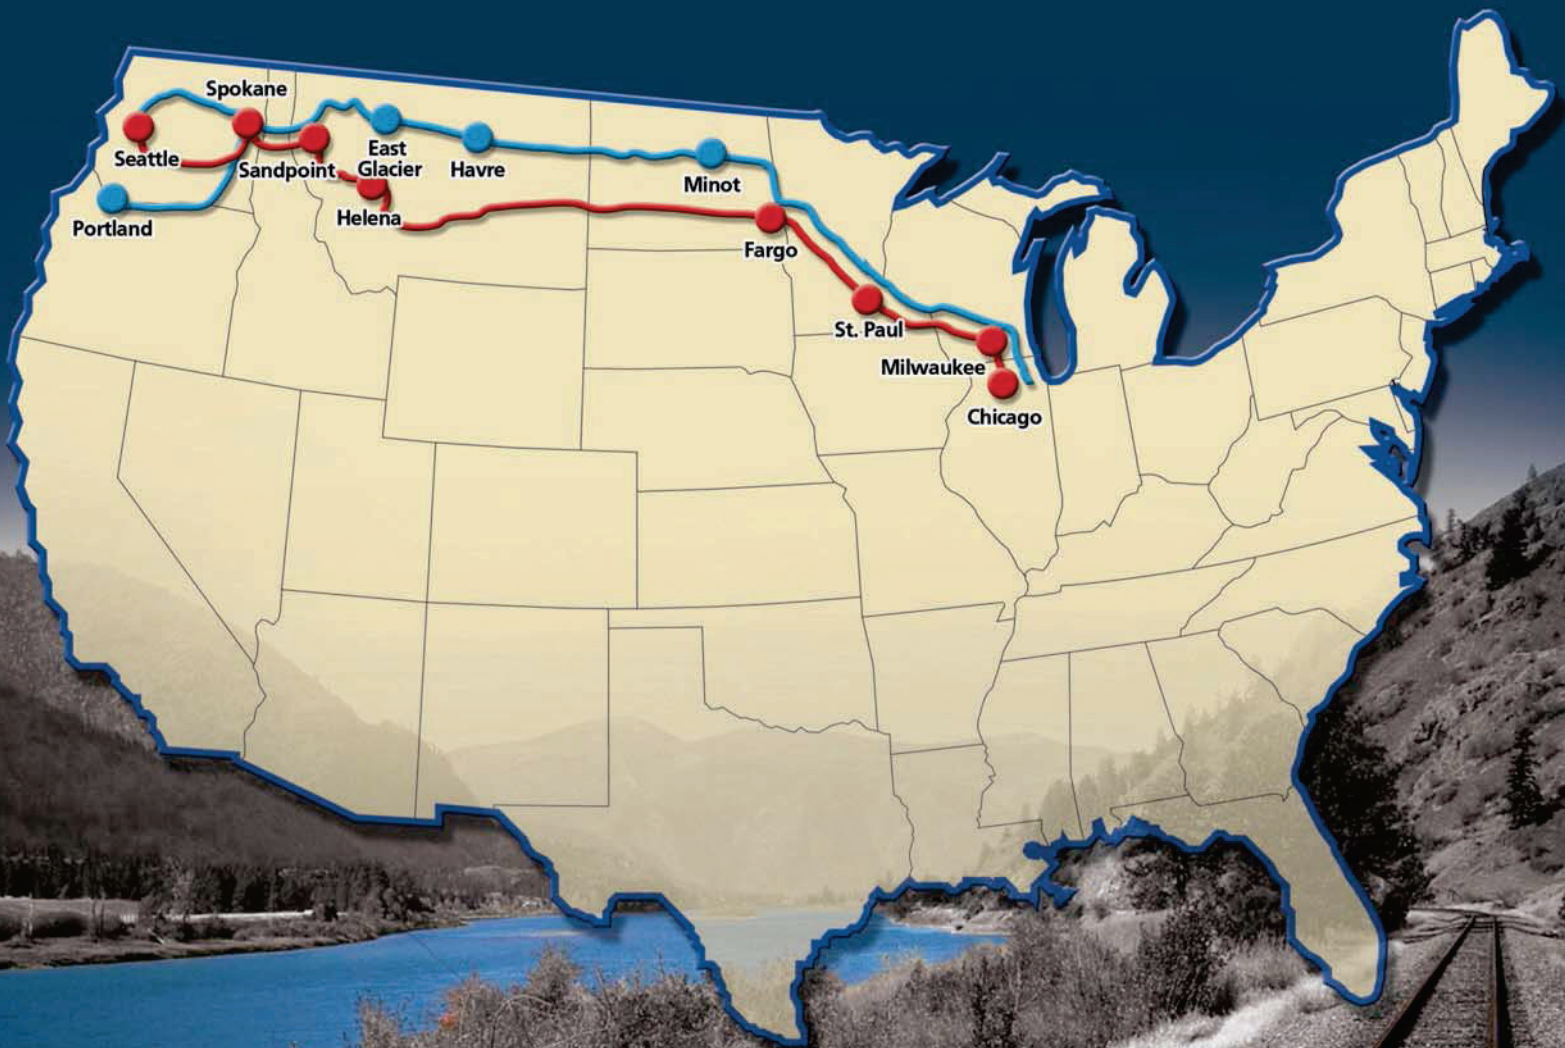 Spokane
Seattle
Sandpoint
East
Glacier
Havre
Minot
Portland
Helena
Fargo
St. Paul
Milwaukee
Chicago